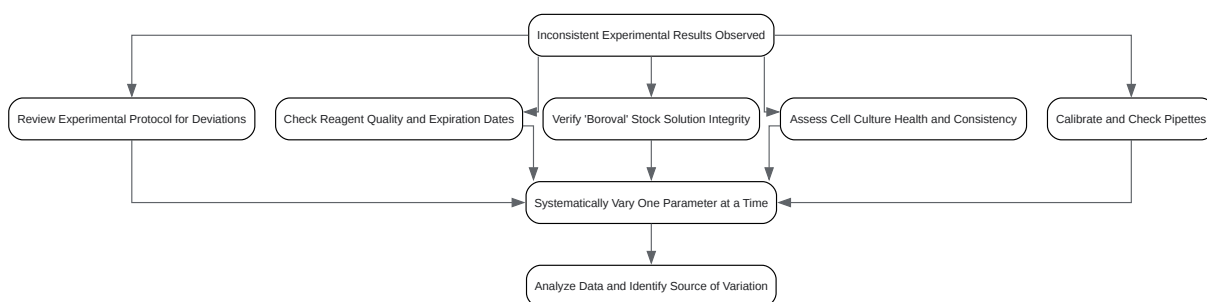 Inconsistent Experimental Results Observed
Review Experimental Protocol for Deviations
Check Reagent Quality and Expiration Dates
Verify 'Boroval' Stock Solution Integrity
Assess Cell Culture Health and Consistency
Calibrate and Check Pipettes
Systematically Vary One Parameter at a Time
Analyze Data and Identify Source of Variation